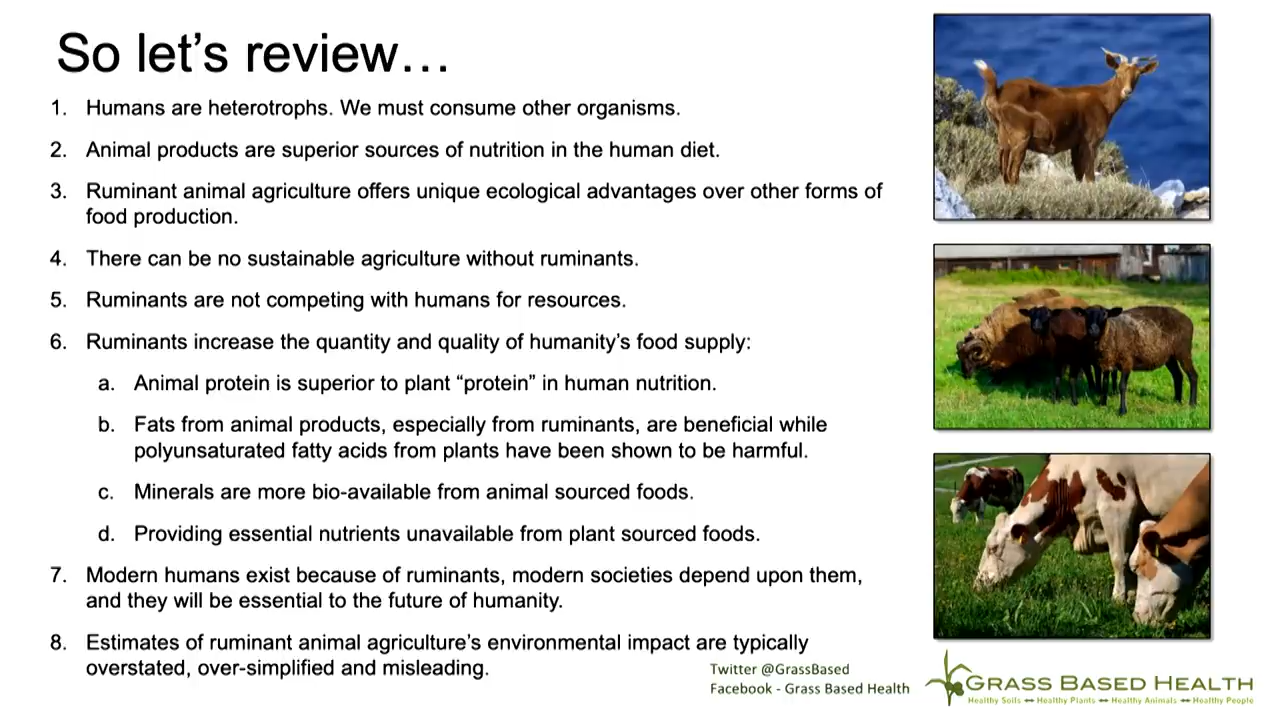 So let's review…
1. Humans are heterotrophs. We must consume other organisms.
2. Animal products are superior sources of nutrition in the human diet.
3. Ruminant animal agriculture offers unique ecological advantages over other forms of
food production.
4. There can be no sustainable agriculture without ruminants.
5. Ruminants are not competing with humans for resources.
6. Ruminants increase the quantity and quality of humanity's food supply:
a. Animal protein is superior to plant “protein” in human nutrition.
b. Fats from animal products, especially from ruminants, are beneficial while
polyunsaturated fatty acids from plants have been shown to be harmful.
c. Minerals are more bio-available from animal sourced foods.
d. Providing essential nutrients unavailable from plant sourced foods.
7. Modern humans exist because of ruminants, modern societies depend upon them,
and they will be essential to the future of humanity.
8. Estimates of ruminant animal agriculture's environmental impact are typically
overstated, over-simplified and misleading.
Twitter @GrassBased
Facebook - Grass Based Health
GRASS BASED HEALTH
Healthy Soils ↔ Healthy Plants ↔ Healthy Animals ↔ Healthy People